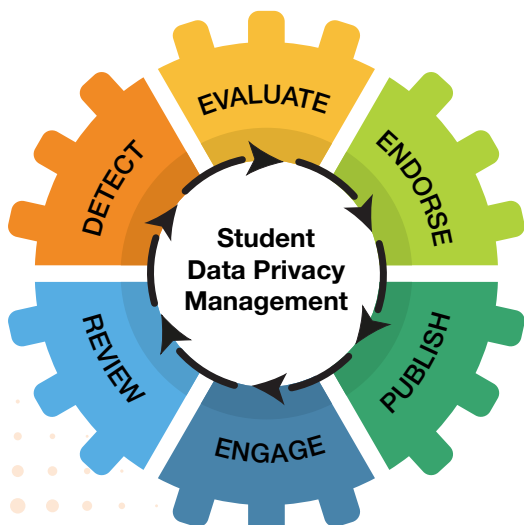 EVALUATE
ENDORSE
PUBLISH
ENGAGE
REVIEW
DETECT
Student
Data Privacy
Management